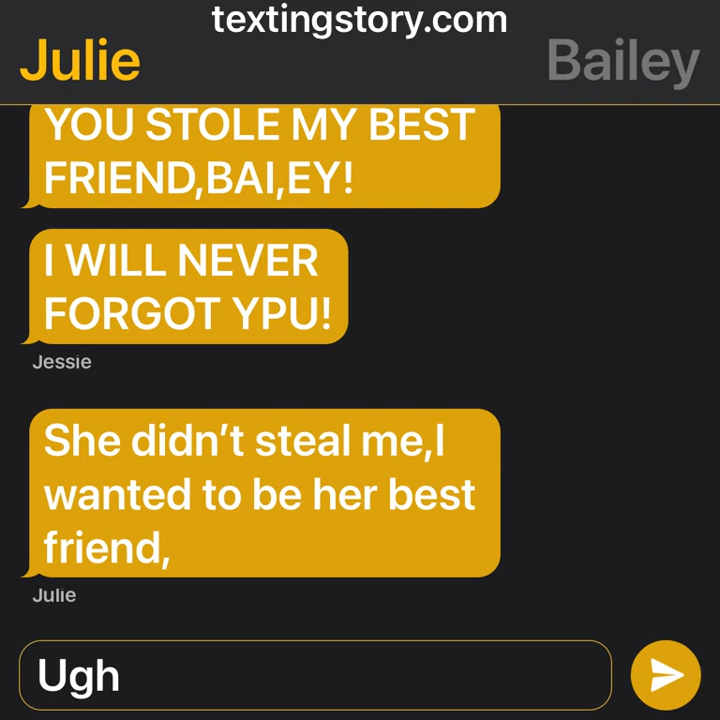 textingstory.com
Julie
Bailey
YOU STOLE MY BEST
FRIEND,BAI,EY!
I WILL NEVER
FORGOT YPU!
Jessie
She didn’t steal me,I
wanted to be her best
friend,
Julie
Ugh